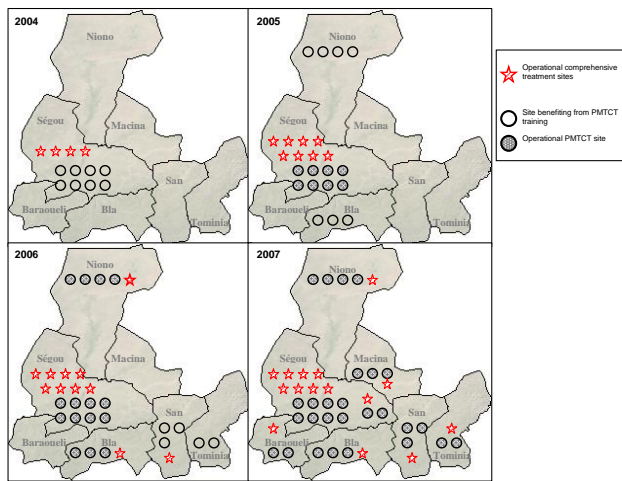 2004
Niono
Ségou
Macina
San
Baraoueli
Bla
Tominia
2005
Niono
Ségou
Macina
San
Baraoueli
Bla
Tominia
Operational comprehensive
treatment sites
Site benefiting from PMTCT
training
Operational PMTCT site
2006
Niono
Ségou
Macina
San
Baraoueli
Bla
Tominia
2007
Niono
Ségou
Macina
San
Baraoueli
Bla
Tominia